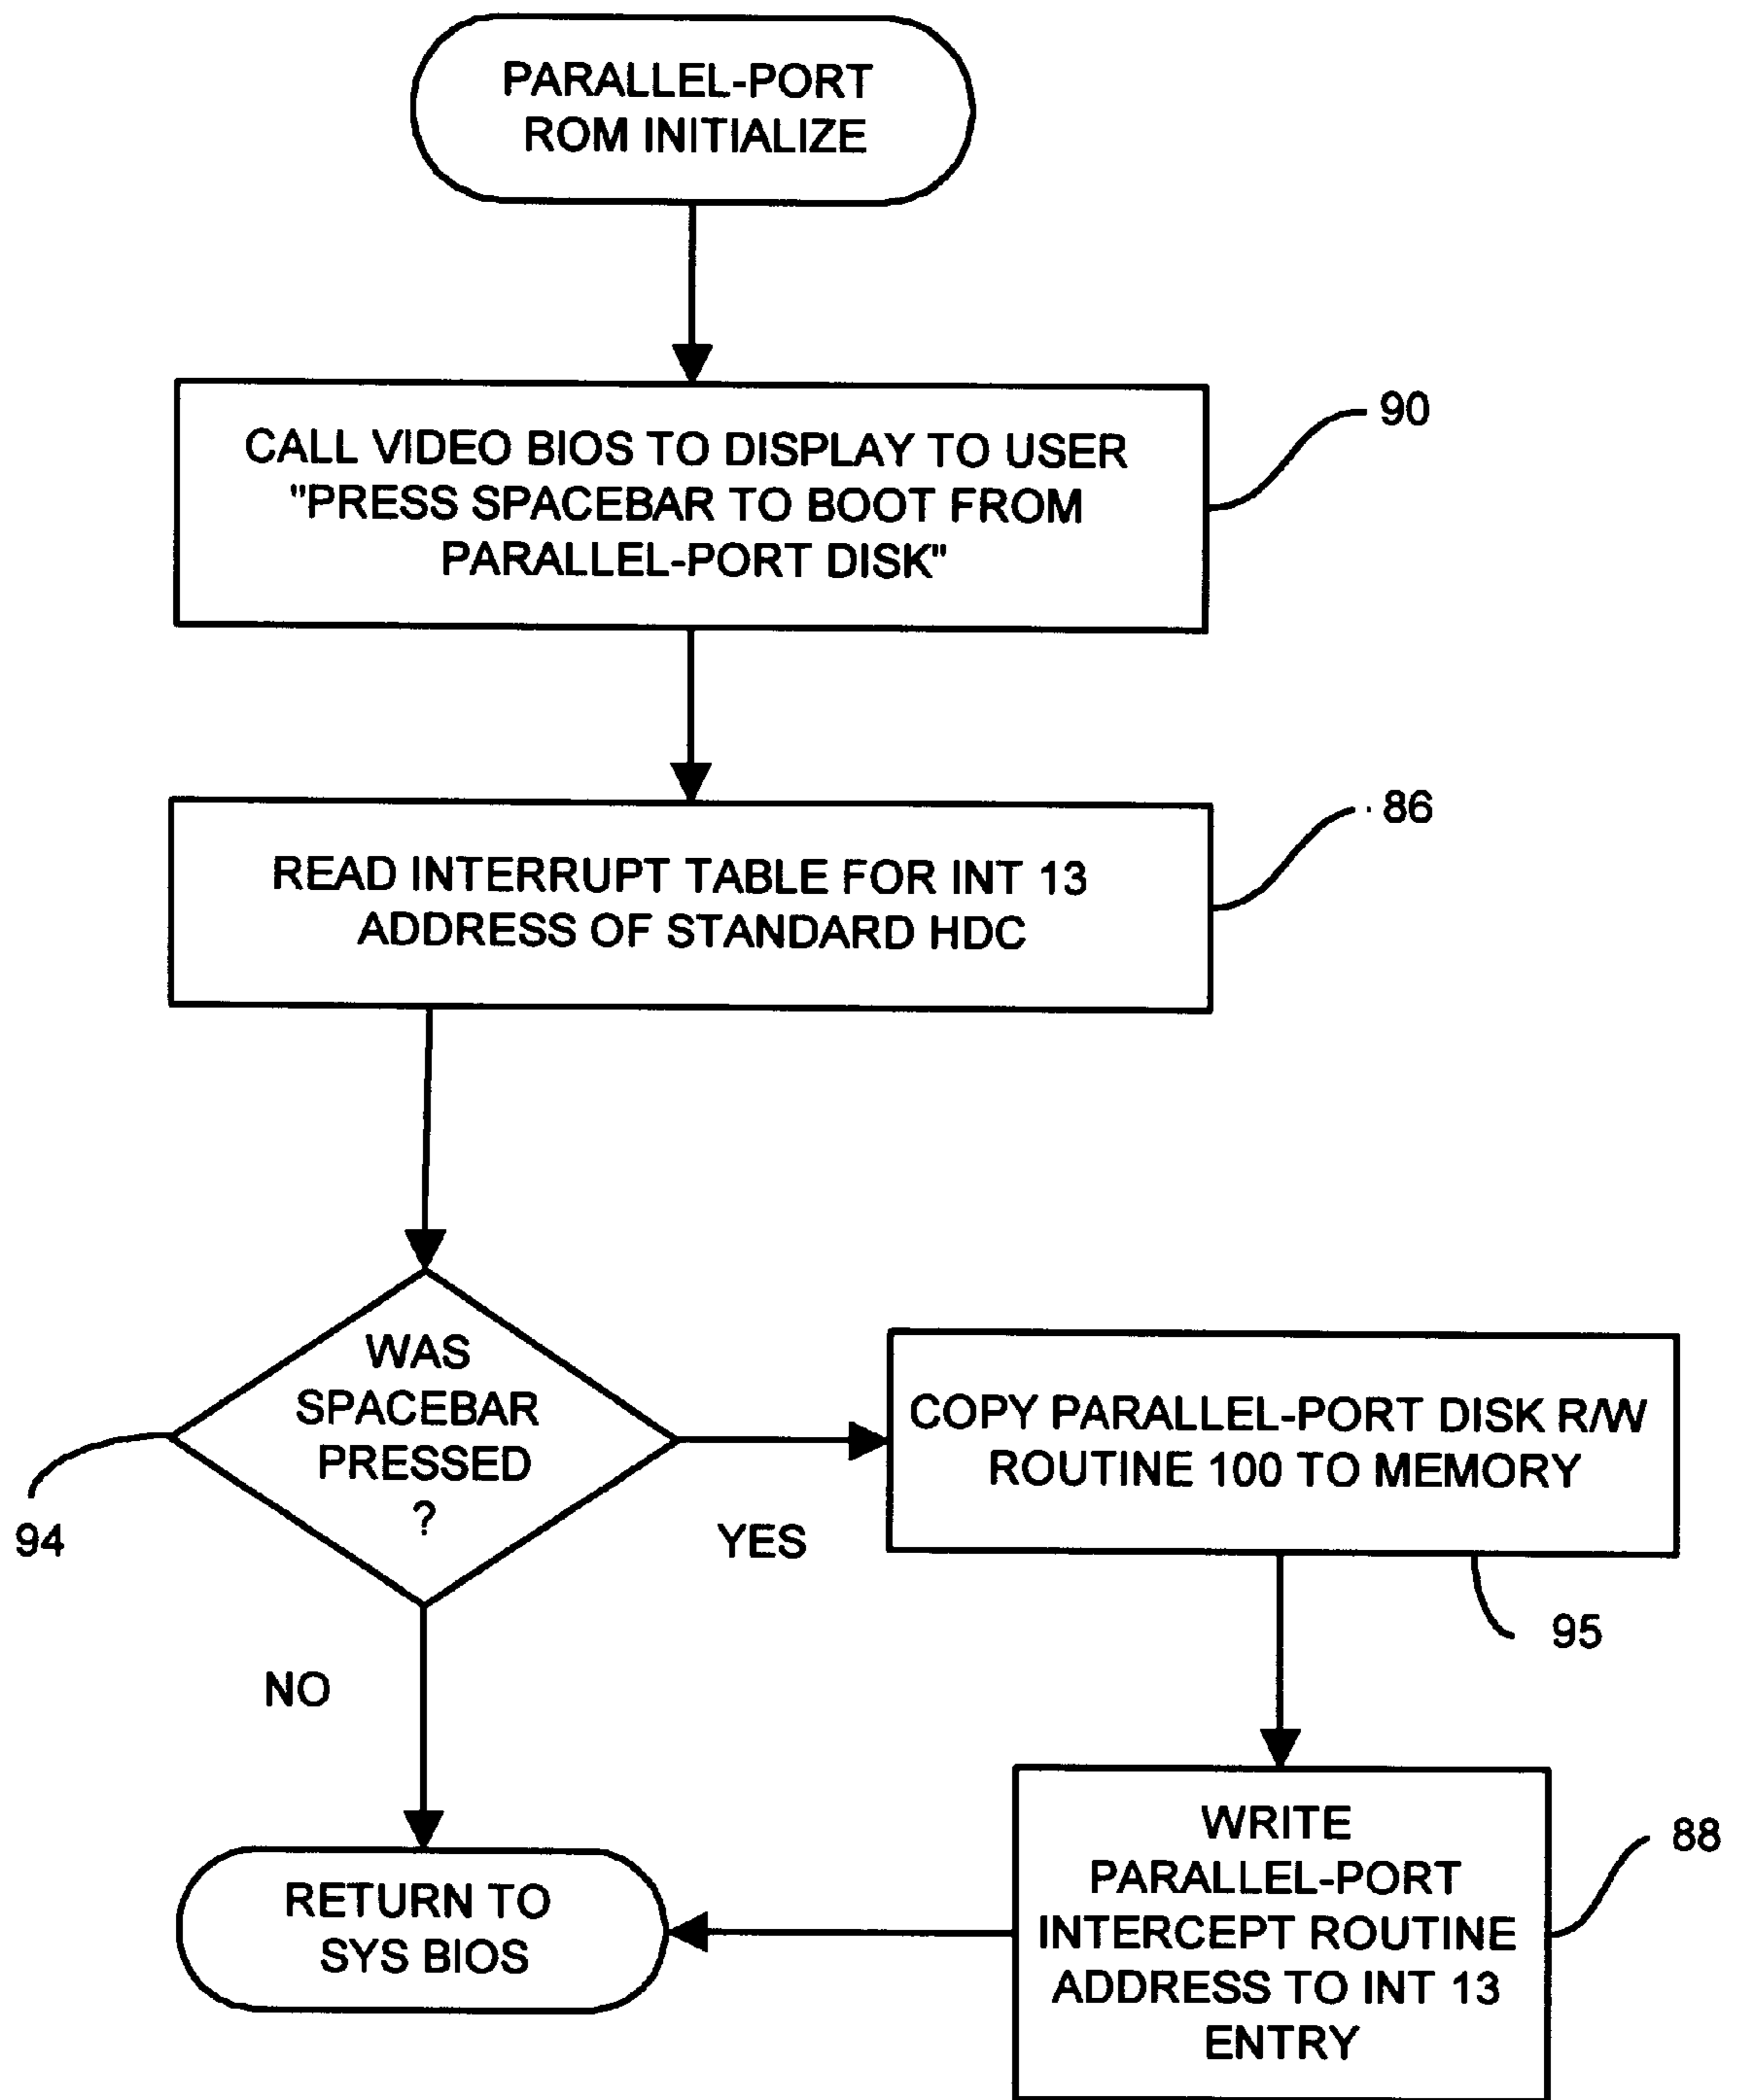 PARALLEL-PORT
ROM INITIALIZE
CALL VIDEO BIOS TO DISPLAY TO USER
"PRESS SPACEBAR TO BOOT FROM
PARALLEL-PORT DISK"
90
READ INTERRUPT TABLE FOR INT 13
ADDRESS OF STANDARD HDC
86
WAS
SPACEBAR
PRESSED
?
94
YES
NO
COPY PARALLEL-PORT DISK R/W
ROUTINE 100 TO MEMORY
95
WRITE
PARALLEL-PORT
INTERCEPT ROUTINE
ADDRESS TO INT 13
ENTRY
88
RETURN TO
SYS BIOS